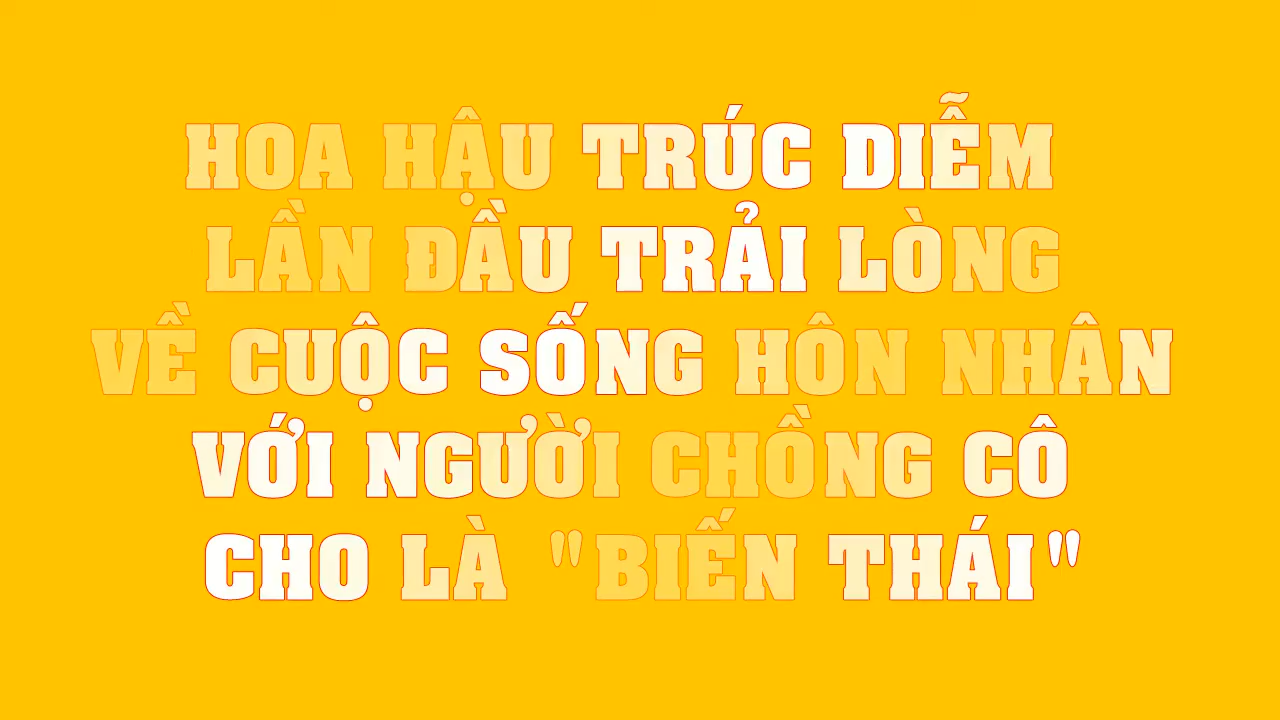 HOA HẬU TRÚC DIỄM
LẦN ĐẦU TRẢI LÒNG
VỀ CUỘC SỐNG HÔN NHÂN
VỚI NGƯỜI CHỒNG CÔ
CHO LÀ "BIẾN THÁI"